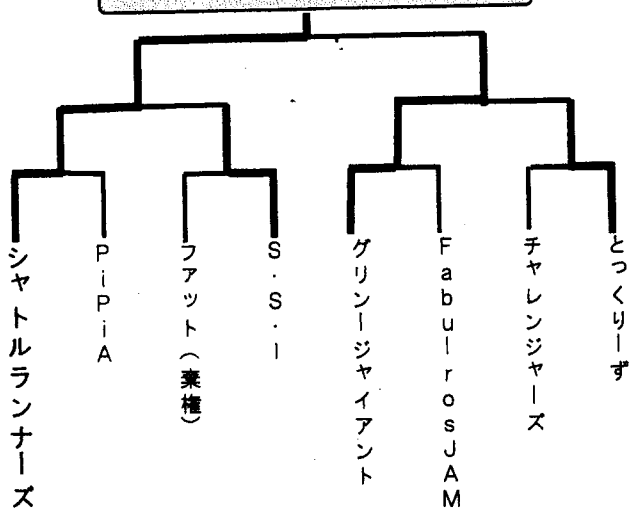 シャトルランナーズ
PiPiA
ファット(棄権)
S・S・I
グリンージャイアント
FabulrosJAM
チャレンジャーズ
とっくりーず